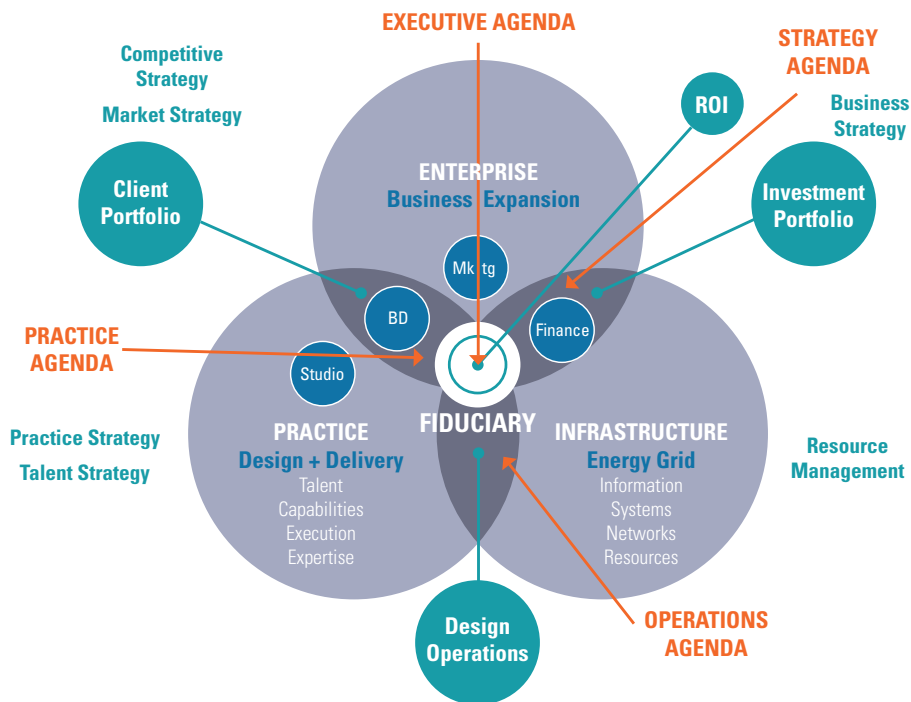 EXECUTIVE AGENDA
Competitive
Strategy
Market Strategy
STRATEGY
AGENDA
ROI
Business
Strategy
Client
Portfolio
ENTERPRISE
Business Expansion
Investment
Portfolio
Mktg
BD
Finance
PRACTICE
AGENDA
Studio
FIDUCIARY
PRACTICE
Design + Delivery
Talent
Capabilities
Execution
Expertise
INFRASTRUCTURE
Energy Grid
Information
Systems
Networks
Resources
Practice Strategy
Talent Strategy
Resource
Management
Design
Operations
OPERATIONS
AGENDA